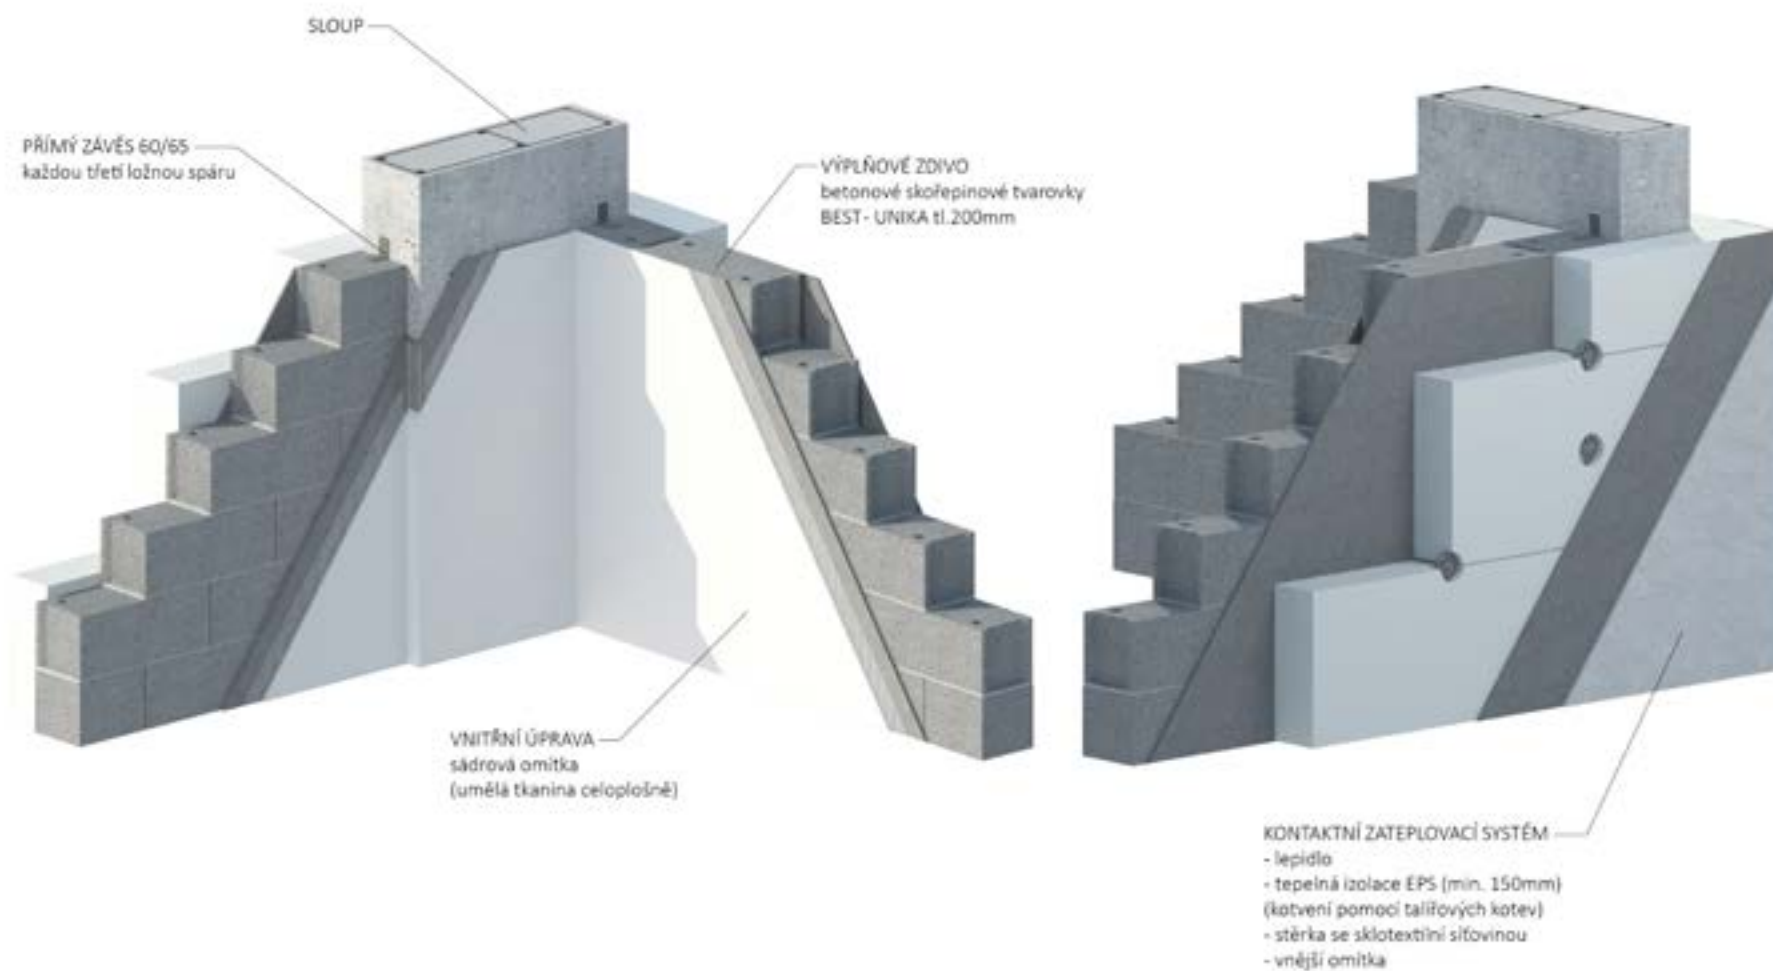 SLOUP
PŘÍMÝ ZÁVĚS 60/65
každou třetí ložnou spáru
VÝPLŇOVÉ ZDIVO
betonové skořepinové tvarovky
BEST- UNIKA tl.200mm
VNITŘNÍ ÚPRAVA
sádrová omítka
(umělá tkanina celoplošně)
KONTAKTNÍ ZATEPLOVACÍ SYSTÉM
- lepidlo
- tepelná izolace EPS (min. 150mm)
(kotvení pomocí talířových kotev)
- stěrka se sklotextilní síťovinou
- vnější omítka